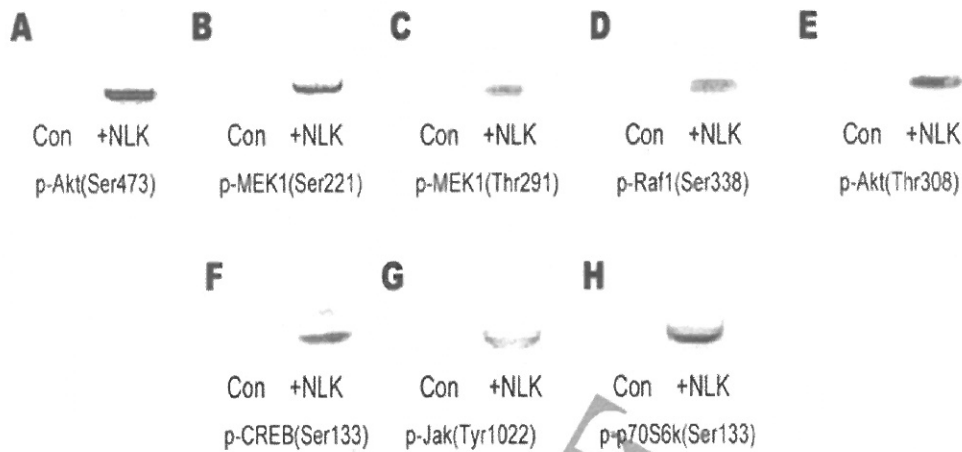 A B C D E
Con +NLK Con +NLK Con +NLK Con +NLK Con +NLK
p-Akt(Ser473) p-MEK1(Ser221) p-MEK1(Thr291) p-Raf1(Ser338) p-Akt(Thr308)
F G H
Con +NLK Con +NLK Con +NLK
p-CREB(Ser133) p-Jak(Tyr1022) p-p70S6k(Ser133)